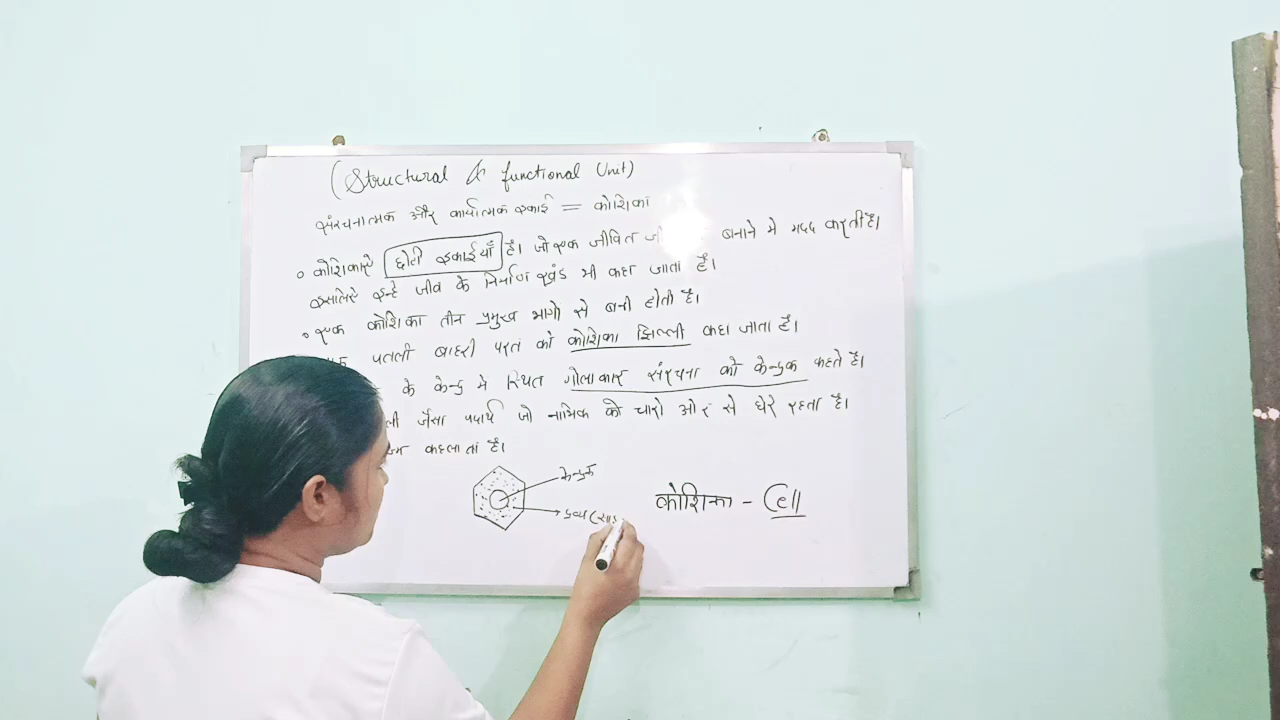 (Structural & functional Unit)
संरचनात्मक और कार्यात्मक इकाई = कोशिका
कोशिकाऐं छोटी इकाईयाँ है। जो एक जीवित बनाने मे मदद करती है।
इसलिए इन्हे जीव के निर्माण खंड भी कहा जाता है।
एक कोशिका तीन प्रमुख भागो से बनी होती है।
पतली बाहरी परत को कोशिका झिल्ली कहा जाता है।
के केन्द्र मे स्थित गोलाकार संरचना को केन्द्रक कहते है।
जैसा पदार्थ जो नाभिक को चारो ओर से घेरे रहता है।
कहलाता है।
केन्द्रक
कोशिका - Cell
द्रव्य (साइ